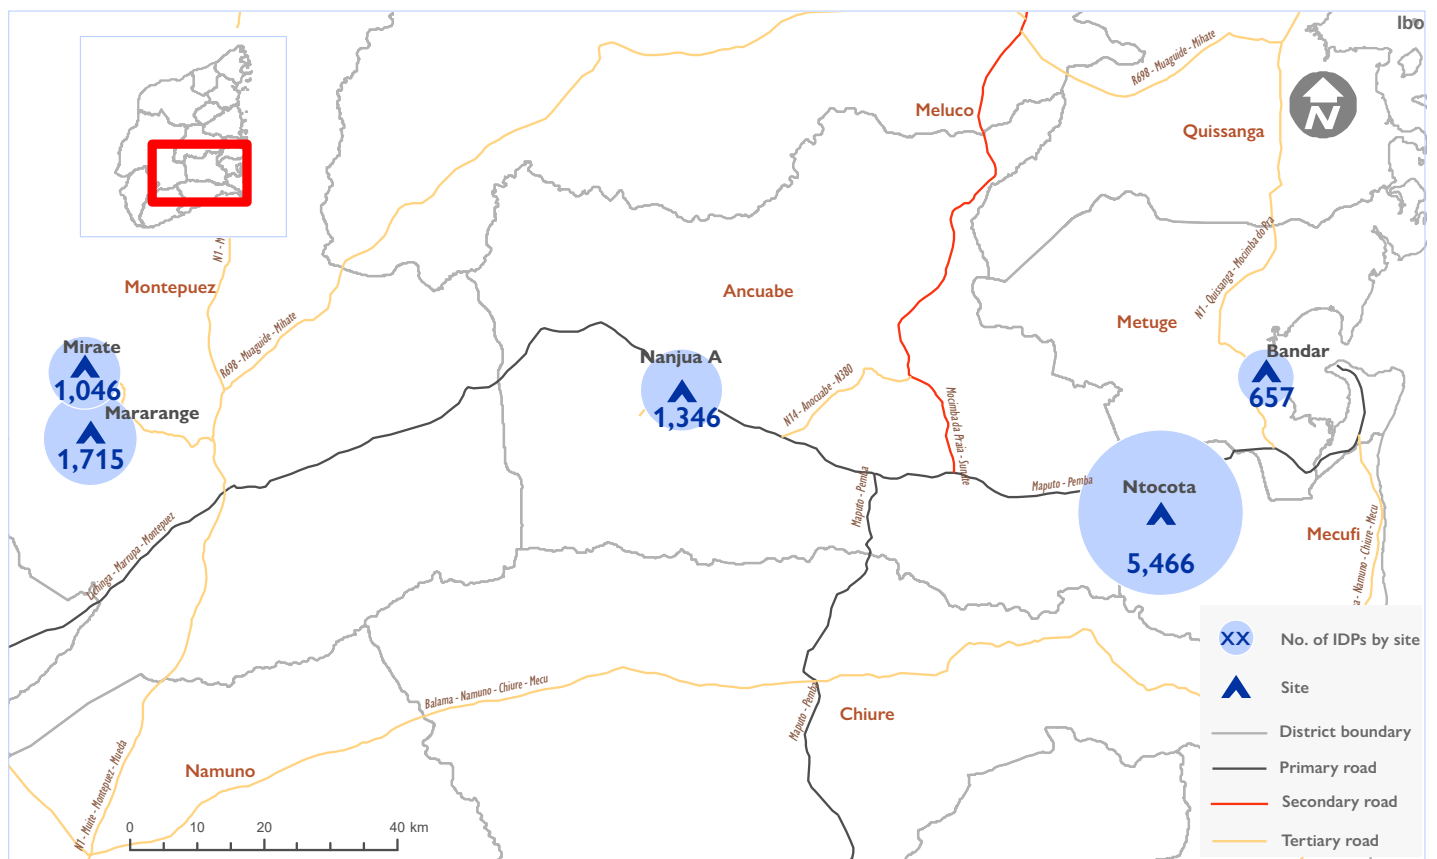 Ibo
R698 - Muaguide - Mihate
Meluco
Quissanga
N
N1 - M
N1 - Quissanga - Mocimba do Pra
Montepuez
Ancuabe
Metuge
R698 - Muaguide - Mihate
Mirate
1,046
Mararange
1,715
Nanjua A
1,346
N14 - Anocuabe - N380
Mocimba da Praia - Sunate
Bandar
657
Maputo - Pemba
Maputo - Pemba
Ntocota
5,466
Mecufi
Lichinga - Marrupa - Montepuez
- Namuno - Chiure - Mecu
Balama - Namuno - Chiure - Mecu
Maputo - Pemba
Chiure
Namuno
N1 - Muite - Montepuez - Mueda
0 10 20 40 km
XX No. of IDPs by site
Site
District boundary
Primary road
Secondary road
Tertiary road